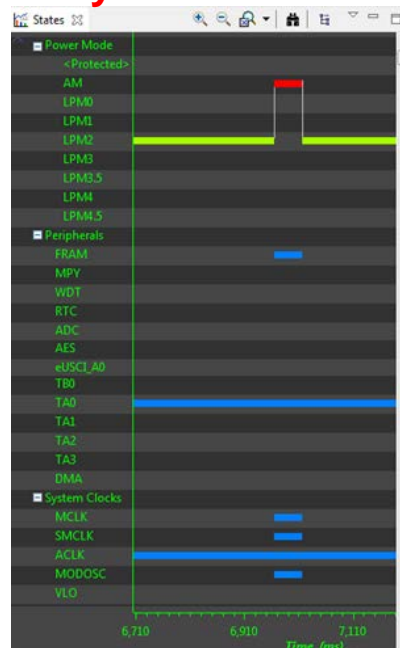 States
Power Mode
<Protected>
AM
LPM0
LPM1
LPM2
LPM3
LPM3.5
LPM4
LPM4.5
Peripherals
FRAM
MPY
WDT
RTC
ADC
AES
eUSCI_A0
TB0
TA0
TA1
TA2
TA3
DMA
System Clocks
MCLK
SMCLK
ACLK
MODOSC
VLO
6,710 6,910 7,110
Time (ms)